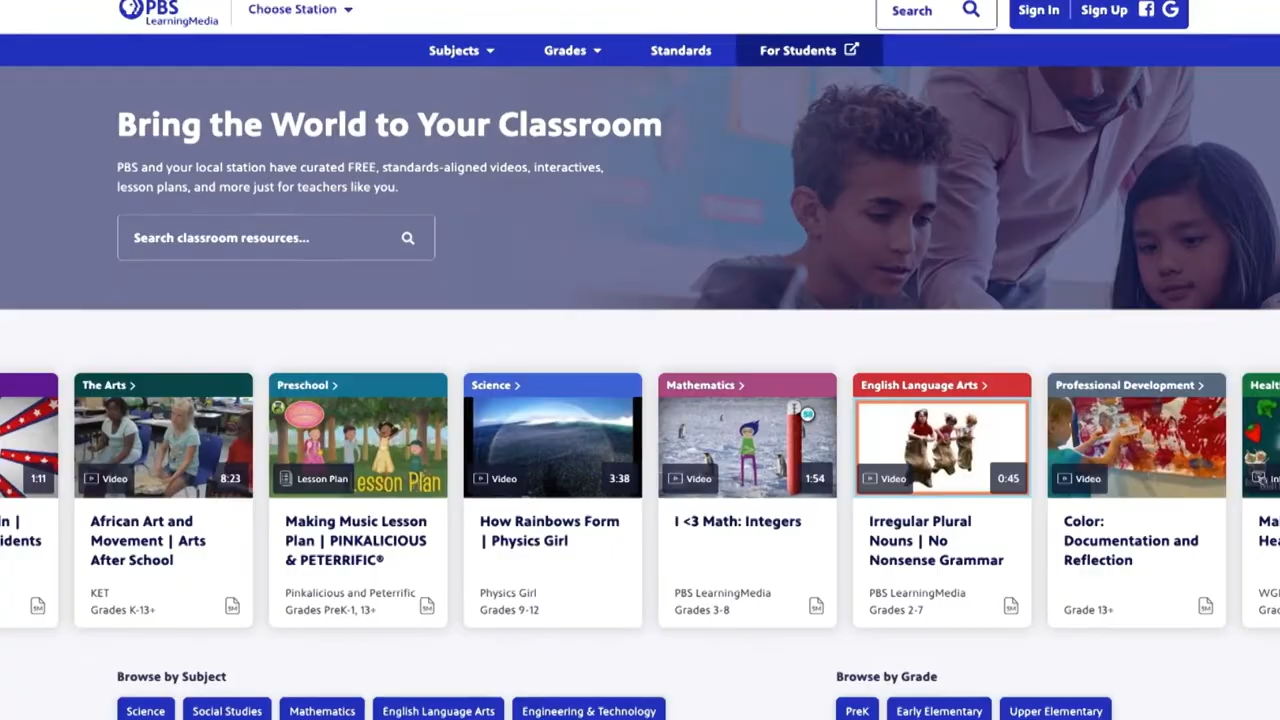 PBS
LearningMedia
Choose Station
Search
Sign In
Sign Up
Subjects
Grades
Standards
For Students
Bring the World to Your Classroom
PBS and your local station have curated FREE, standards-aligned videos, interactives,
lesson plans, and more just for teachers like you.
Search classroom resources...
1:11
The Arts
Video
8:23
African Art and
Movement | Arts
After School
KET
Grades K-13+
Preschool
Lesson Plan
Lesson Plan
Making Music Lesson
Plan | PINKALICIOUS
& PETERRIFIC®
Pinkalicious and Peterrific
Grades PreK-1, 13+
Science
Video
3:38
How Rainbows Form
| Physics Girl
Physics Girl
Grades 9-12
Mathematics
Video
1:54
I <3 Math: Integers
PBS LearningMedia
Grades 3-8
English Language Arts
Video
0:45
Irregular Plural
Nouns | No
Nonsense Grammar
PBS LearningMedia
Grades 2-7
Professional Development
Video
Color:
Documentation and
Reflection
Grade 13+
Browse by Subject
Science
Social Studies
Mathematics
English Language Arts
Engineering & Technology
Browse by Grade
PreK
Early Elementary
Upper Elementary